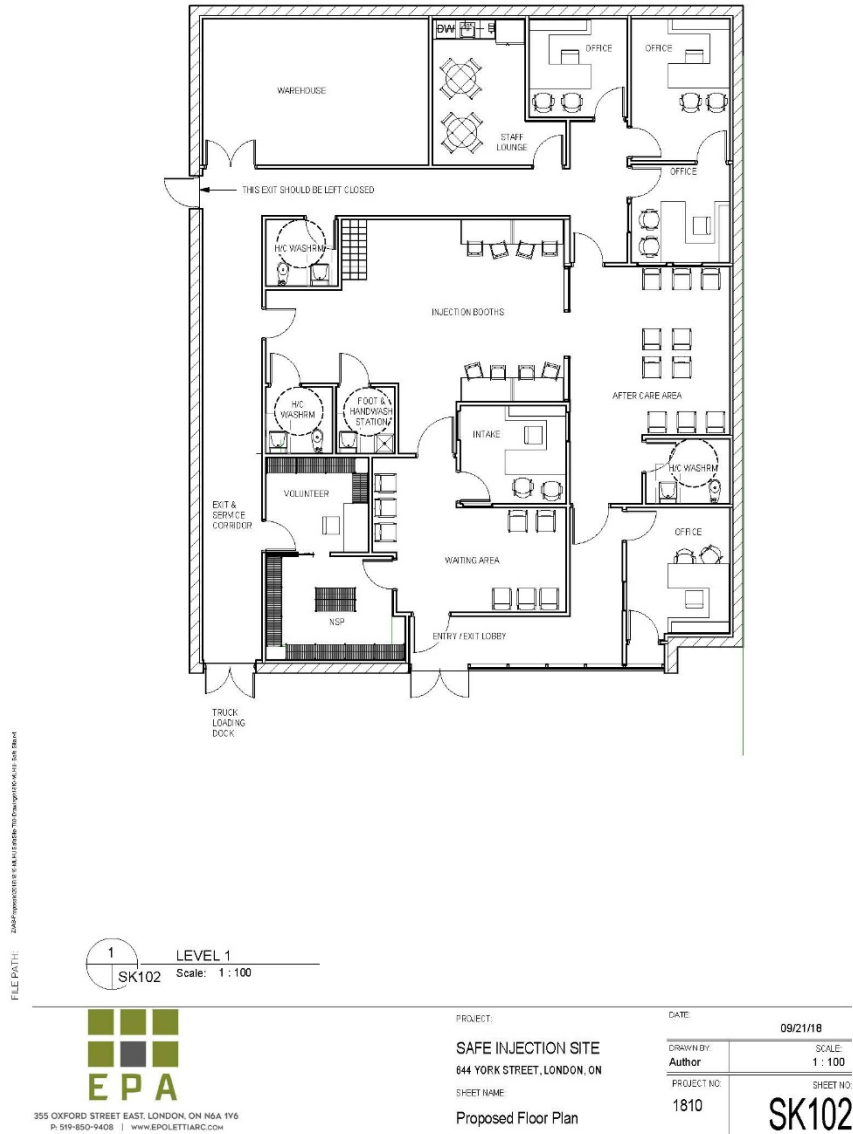 DW
OFFICE
OFFICE
WAREHOUSE
STAFF
LOUNGE
OFFICE
THIS EXIT SHOULD BE LEFT CLOSED
H/C WASHRM
INJECTION BOOTHS
AFTER CARE AREA
H/C
WASHRM
FOOT &
HANDWASH
STATION
INTAKE
H/C WASHRM
VOLUNTEER
EXIT &
SERVICE
CORRIDOR
OFFICE
WAITING AREA
NSP
ENTRY / EXIT LOBBY
TRUCK
LOADING
DOCK
FILE PATH:
1
SK102
LEVEL 1
Scale: 1 : 100
EPA
355 OXFORD STREET EAST, LONDON, ON N6A 1V6
P: 519-850-9408 | WWW.EPOLETTIARC.COM
PROJECT:
SAFE INJECTION SITE
644 YORK STREET, LONDON, ON
SHEET NAME
Proposed Floor Plan
DATE:
09/21/18
DRAWN BY:
Author
SCALE:
1 : 100
PROJECT NO:
1810
SHEET NO:
SK102